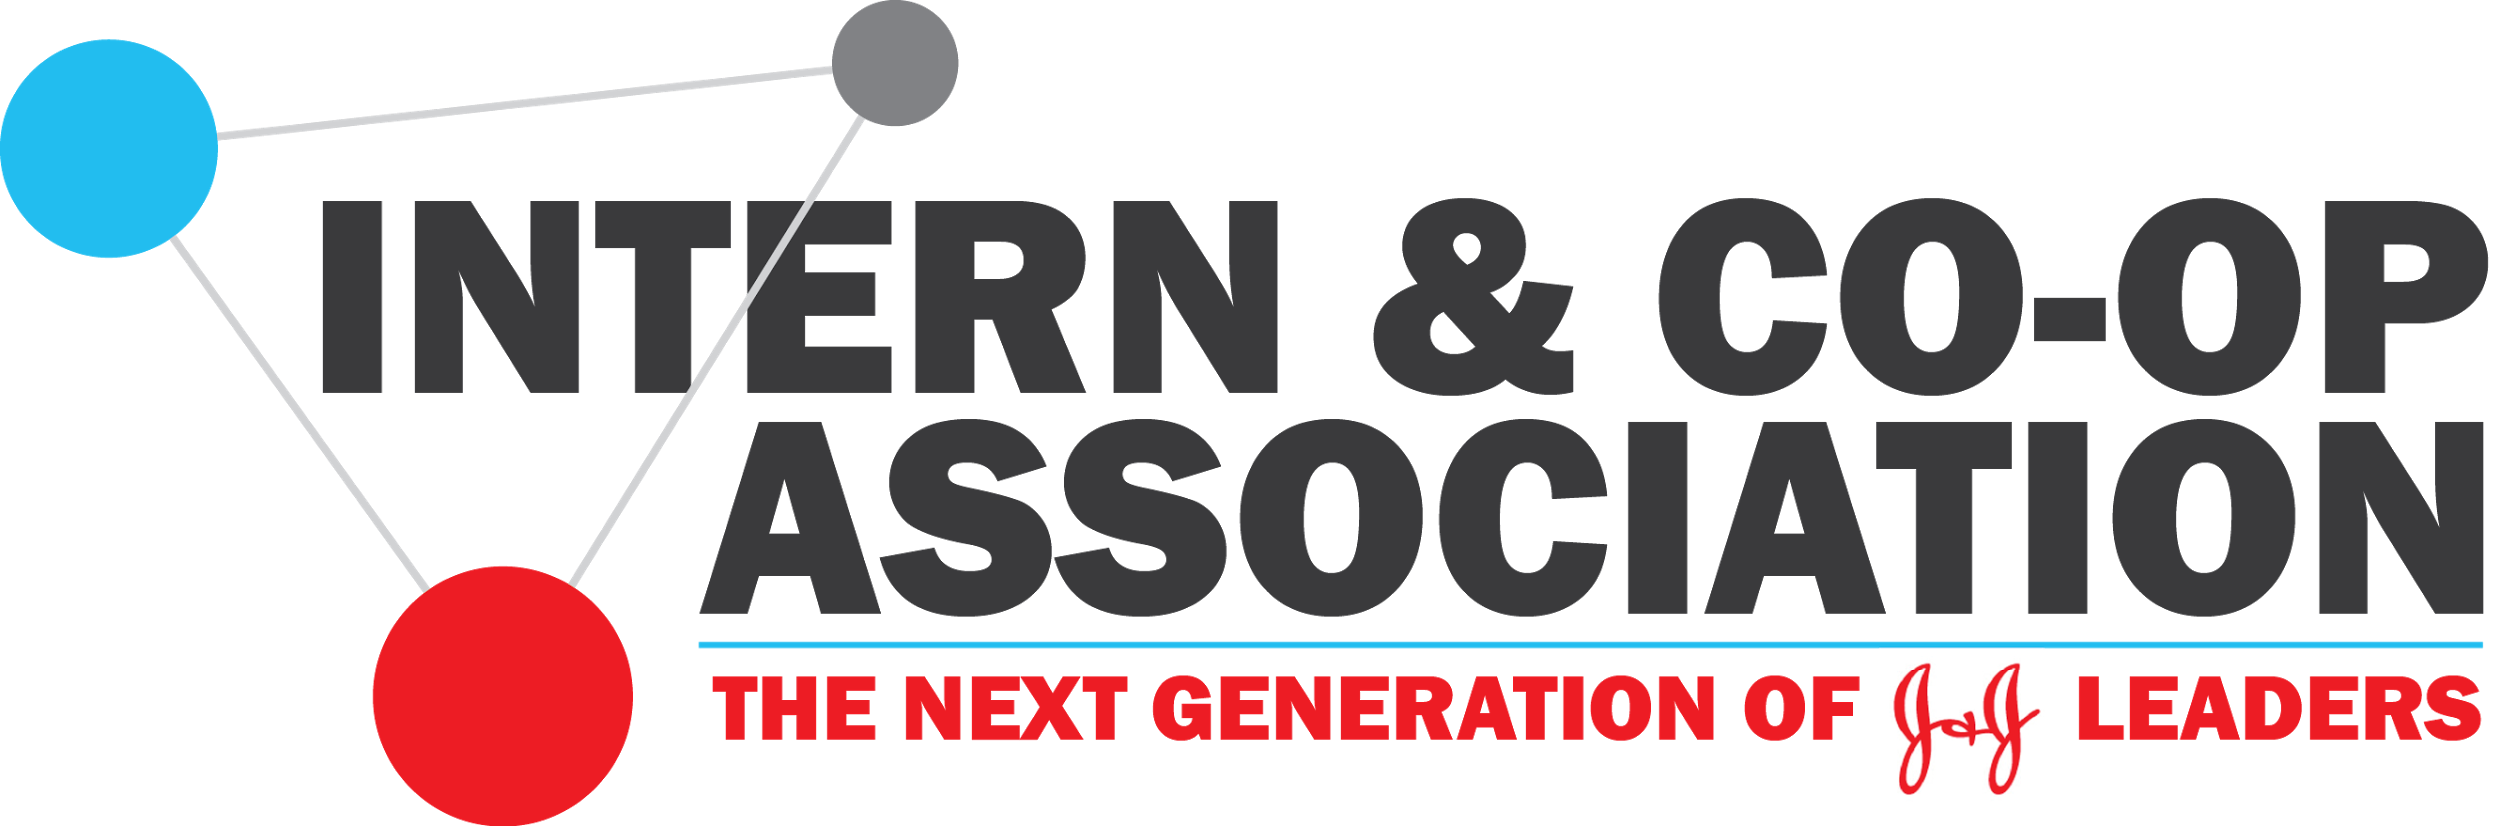 INTERN & CO-OP
ASSOCIATION
THE NEXT GENERATION OF J&J LEADERS